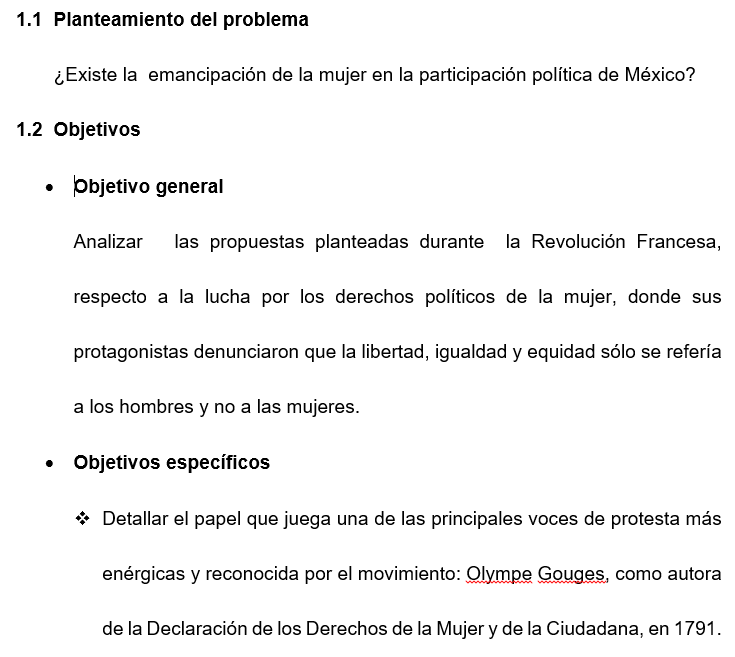 1.1 Planteamiento del problema
¿Existe la emancipación de la mujer en la participación política de México?
1.2 Objetivos
• Objetivo general
Analizar las propuestas planteadas durante la Revolución Francesa,
respecto a la lucha por los derechos políticos de la mujer, donde sus
protagonistas denunciaron que la libertad, igualdad y equidad sólo se refería
a los hombres y no a las mujeres.
• Objetivos específicos
❖ Detallar el papel que juega una de las principales voces de protesta más
enérgicas y reconocida por el movimiento: Olympe Gouges, como autora
de la Declaración de los Derechos de la Mujer y de la Ciudadana, en 1791.